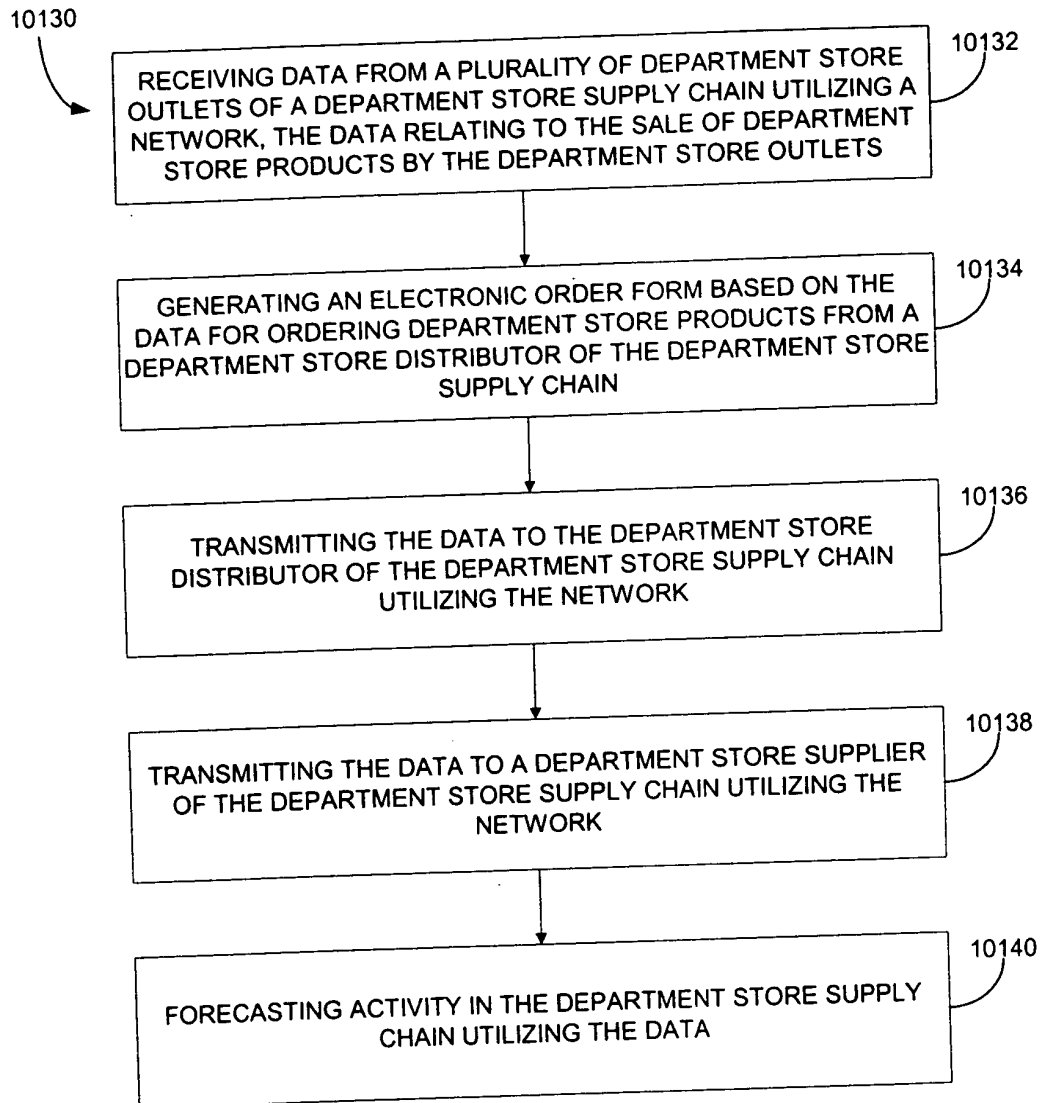 10130
10132
RECEIVING DATA FROM A PLURALITY OF DEPARTMENT STORE
OUTLETS OF A DEPARTMENT STORE SUPPLY CHAIN UTILIZING A
NETWORK, THE DATA RELATING TO THE SALE OF DEPARTMENT
STORE PRODUCTS BY THE DEPARTMENT STORE OUTLETS
10134
GENERATING AN ELECTRONIC ORDER FORM BASED ON THE
DATA FOR ORDERING DEPARTMENT STORE PRODUCTS FROM A
DEPARTMENT STORE DISTRIBUTOR OF THE DEPARTMENT STORE
SUPPLY CHAIN
10136
TRANSMITTING THE DATA TO THE DEPARTMENT STORE
DISTRIBUTOR OF THE DEPARTMENT STORE SUPPLY CHAIN
UTILIZING THE NETWORK
10138
TRANSMITTING THE DATA TO A DEPARTMENT STORE SUPPLIER
OF THE DEPARTMENT STORE SUPPLY CHAIN UTILIZING THE
NETWORK
10140
FORECASTING ACTIVITY IN THE DEPARTMENT STORE SUPPLY
CHAIN UTILIZING THE DATA